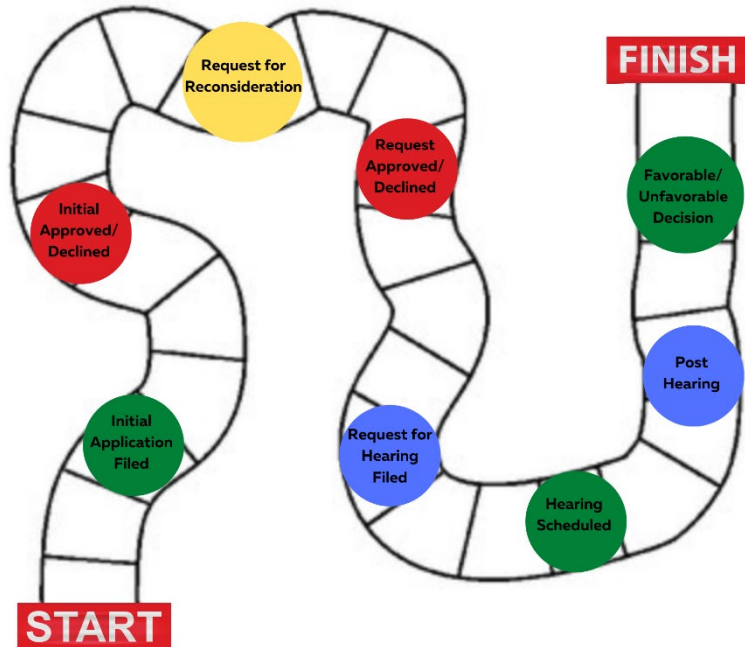 START
Initial
Application
Filed
Initial
Approved/
Declined
Request for
Reconsideration
Request
Approved/
Declined
Request for
Hearing
Filed
Hearing
Scheduled
Post
Hearing
Favorable/
Unfavorable
Decision
FINISH